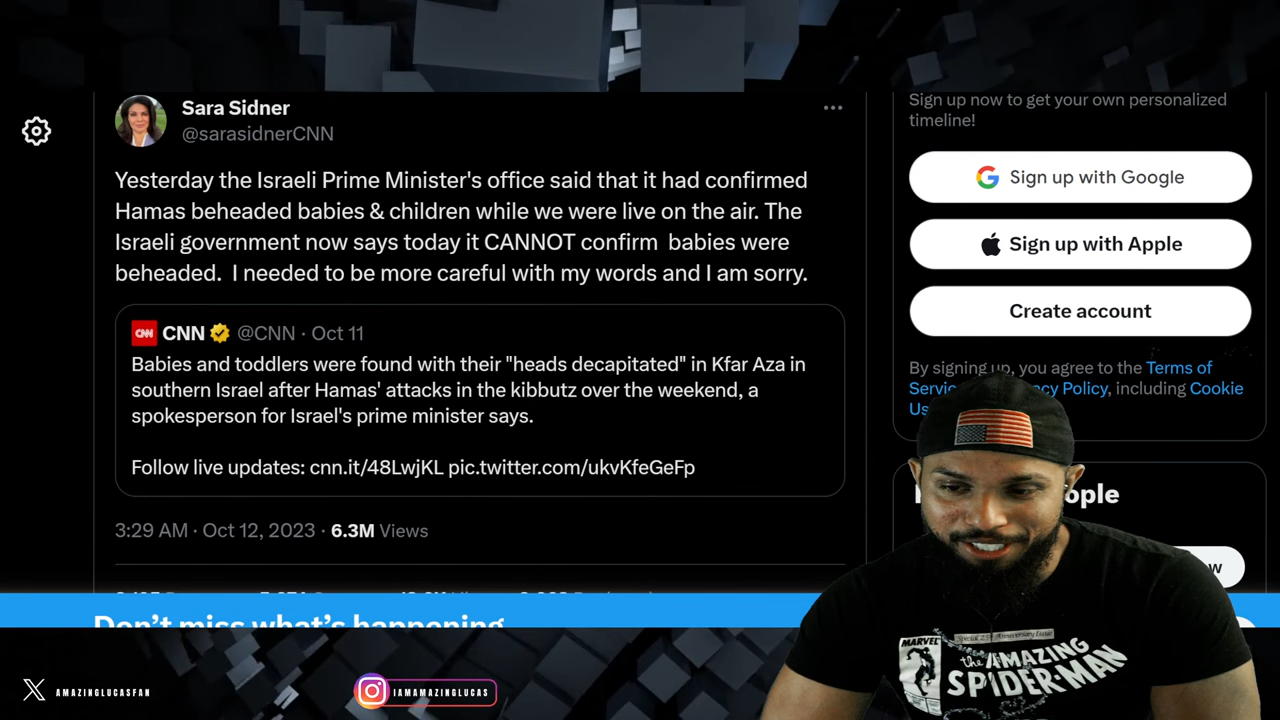 Sara Sidner
@sarasidnerCNN
Yesterday the Israeli Prime Minister's office said that it had confirmed
Hamas beheaded babies & children while we were live on the air. The
Israeli government now says today it CANNOT confirm babies were
beheaded. I needed to be more careful with my words and I am sorry.
CNN
CNN @CNN · Oct 11
Babies and toddlers were found with their "heads decapitated" in Kfar Aza in
southern Israel after Hamas' attacks in the kibbutz over the weekend, a
spokesperson for Israel's prime minister says.
Follow live updates: cnn.it/48LwjKL pic.twitter.com/ukvKfeGeFp
3:29 AM · Oct 12, 2023 · 6.3M Views
Don't miss what's happening
Sign up now to get your own personalized
timeline!
Sign up with Google
Sign up with Apple
Create account
By signing up, you agree to the Terms of
Policy, including Cookie
MARVEL
the AMAZING
SPIDER-MAN
AMAZINGLUCASFAN
IAMAMAZINGLUCAS